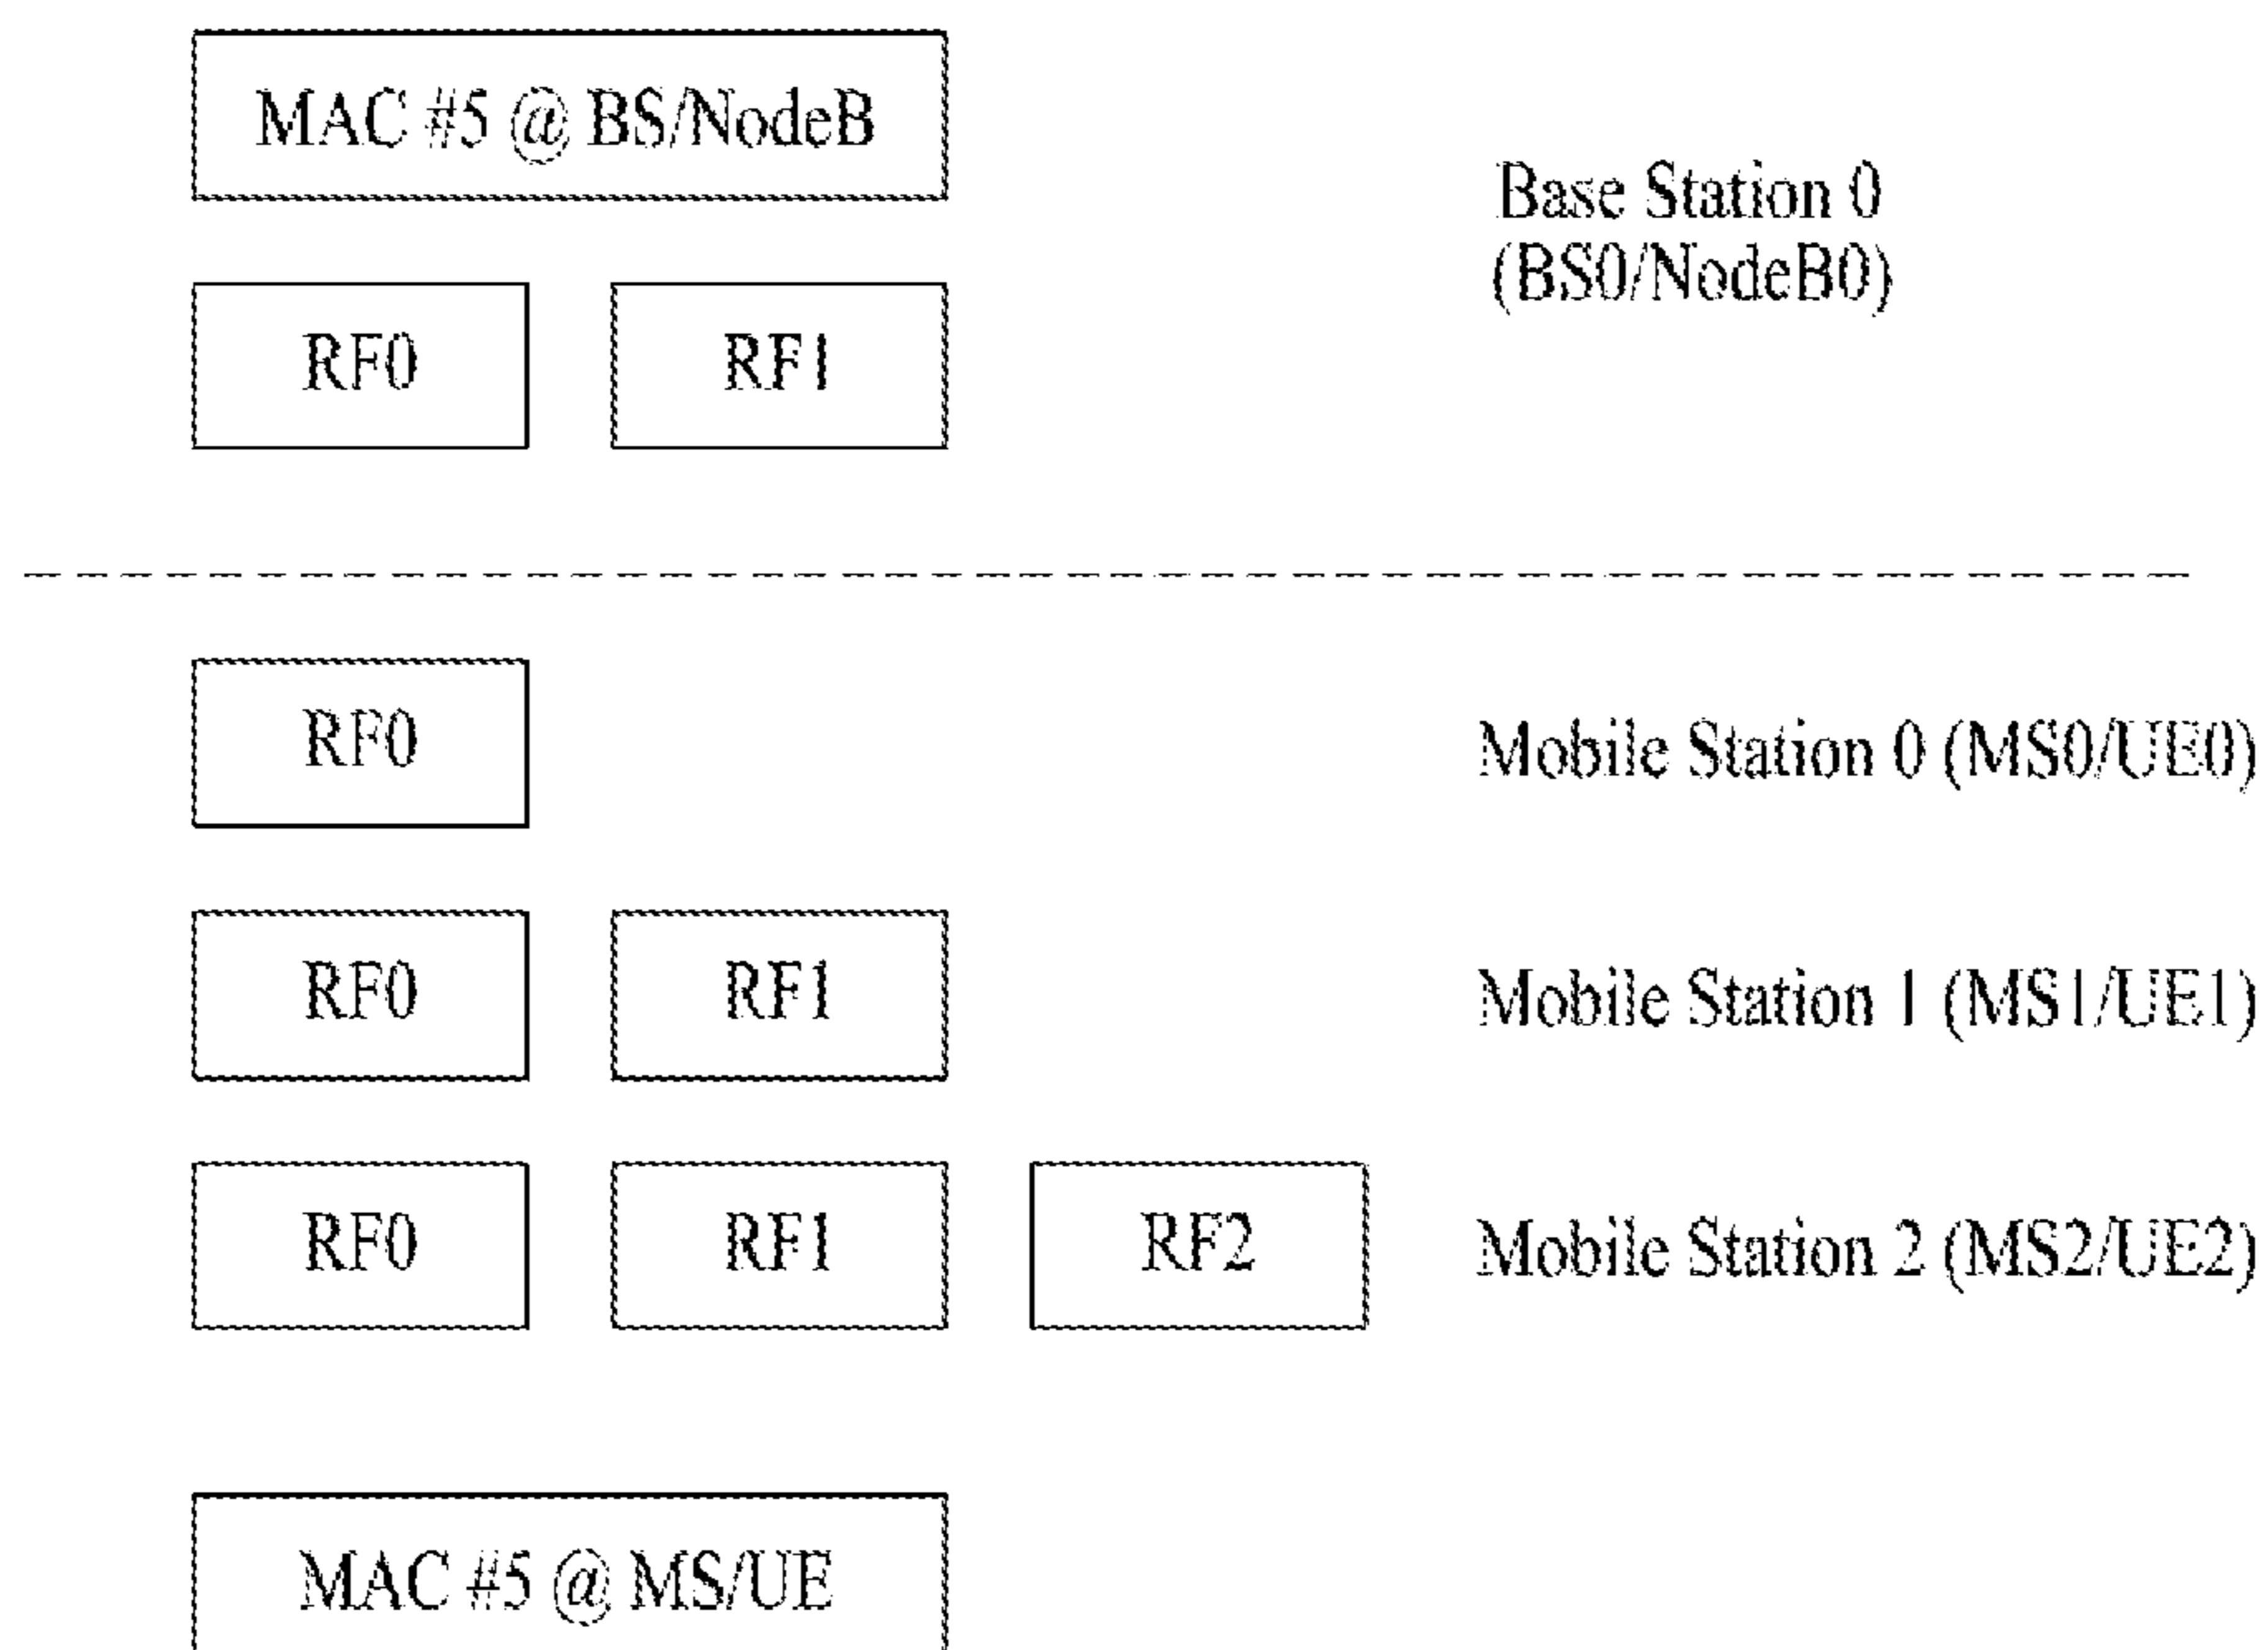 MAC #5 @ BS/NodeB
Base Station 0
(BS0/NodeB0)
RF0 RF1
RF0 Mobile Station 0 (MS0/UE0)
RF0 RF1 Mobile Station 1 (MS1/UE1)
RF0 RF1 RF2 Mobile Station 2 (MS2/UE2)
MAC #5 @ MS/UE